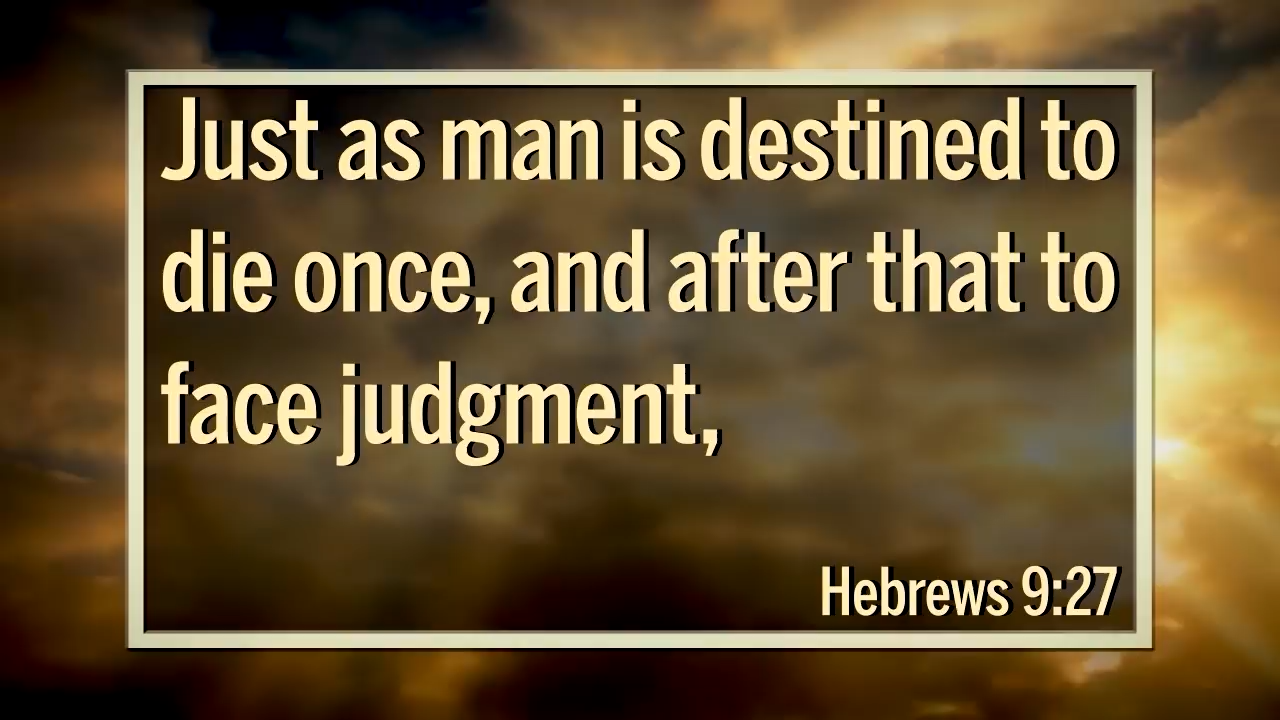 Just as man is destined to
die once, and after that to
face judgment,
Hebrews 9:27